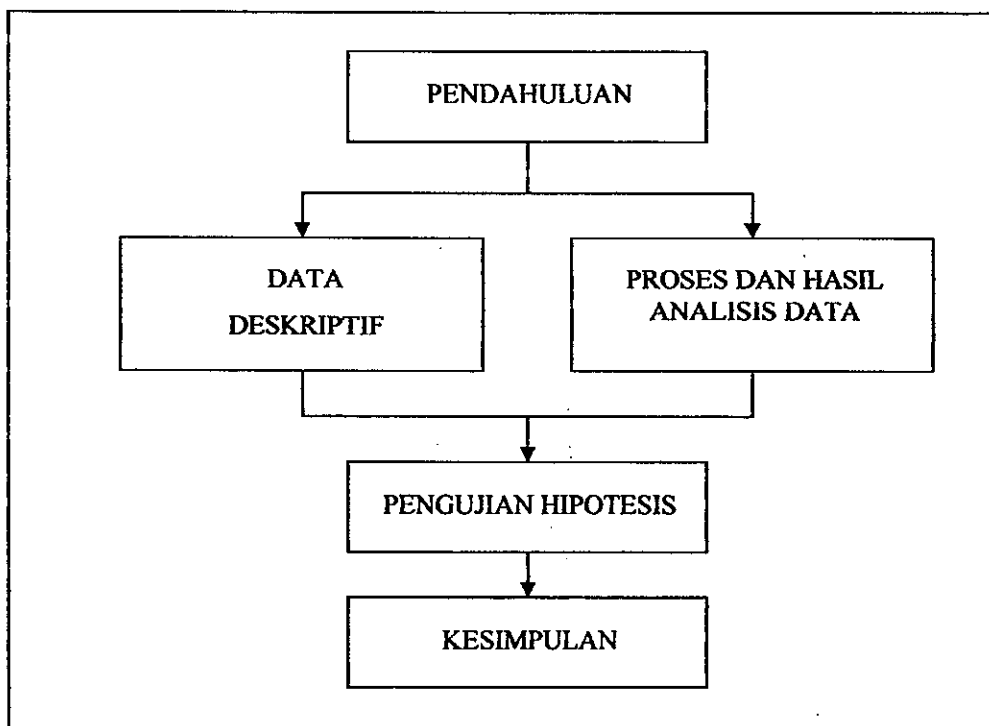 PENDAHULUAN
DATA
DESKRIPTIF
PROSES DAN HASIL
ANALISIS DATA
PENGUJIAN HIPOTESIS
KESIMPULAN